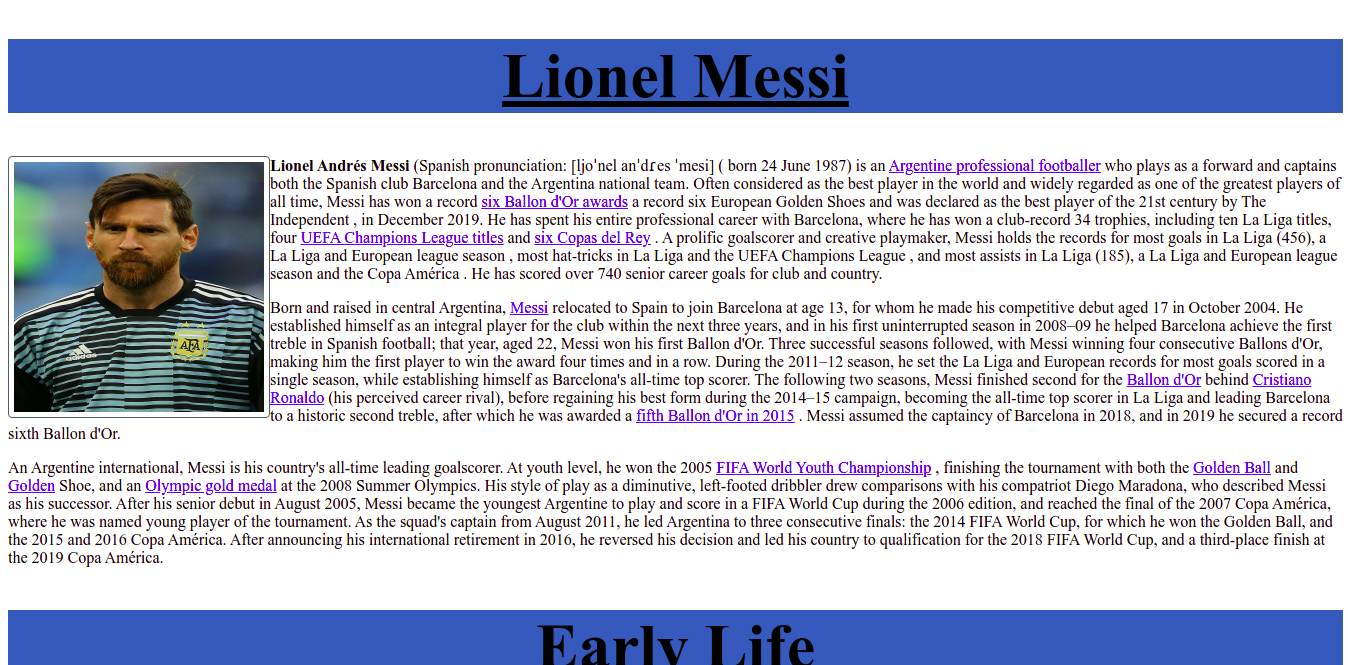 Lionel Messi
Lionel Andrés Messi (Spanish pronunciation: [ljoˈnel anˈdɾes ˈmesi] ( born 24 June 1987) is an Argentine professional footballer who plays as a forward and captains
both the Spanish club Barcelona and the Argentina national team. Often considered as the best player in the world and widely regarded as one of the greatest players of
all time, Messi has won a record six Ballon d'Or awards a record six European Golden Shoes and was declared as the best player of the 21st century by The
Independent , in December 2019. He has spent his entire professional career with Barcelona, where he has won a club-record 34 trophies, including ten La Liga titles,
four UEFA Champions League titles and six Copas del Rey . A prolific goalscorer and creative playmaker, Messi holds the records for most goals in La Liga (456), a
La Liga and European league season , most hat-tricks in La Liga and the UEFA Champions League , and most assists in La Liga (185), a La Liga and European league
season and the Copa América . He has scored over 740 senior career goals for club and country.
Born and raised in central Argentina, Messi relocated to Spain to join Barcelona at age 13, for whom he made his competitive debut aged 17 in October 2004. He
established himself as an integral player for the club within the next three years, and in his first uninterrupted season in 2008–09 he helped Barcelona achieve the first
treble in Spanish football; that year, aged 22, Messi won his first Ballon d'Or. Three successful seasons followed, with Messi winning four consecutive Ballons d'Or,
making him the first player to win the award four times and in a row. During the 2011–12 season, he set the La Liga and European records for most goals scored in a
single season, while establishing himself as Barcelona's all-time top scorer. The following two seasons, Messi finished second for the Ballon d'Or behind Cristiano
Ronaldo (his perceived career rival), before regaining his best form during the 2014–15 campaign, becoming the all-time top scorer in La Liga and leading Barcelona
to a historic second treble, after which he was awarded a fifth Ballon d'Or in 2015 . Messi assumed the captaincy of Barcelona in 2018, and in 2019 he secured a record
sixth Ballon d'Or.
An Argentine international, Messi is his country's all-time leading goalscorer. At youth level, he won the 2005 FIFA World Youth Championship , finishing the tournament with both the Golden Ball and
Golden Shoe, and an Olympic gold medal at the 2008 Summer Olympics. His style of play as a diminutive, left-footed dribbler drew comparisons with his compatriot Diego Maradona, who described Messi
as his successor. After his senior debut in August 2005, Messi became the youngest Argentine to play and score in a FIFA World Cup during the 2006 edition, and reached the final of the 2007 Copa América,
where he was named young player of the tournament. As the squad's captain from August 2011, he led Argentina to three consecutive finals: the 2014 FIFA World Cup, for which he won the Golden Ball, and
the 2015 and 2016 Copa América. After announcing his international retirement in 2016, he reversed his decision and led his country to qualification for the 2018 FIFA World Cup, and a third-place finish at
the 2019 Copa América.
Early Life
adidas
AFA